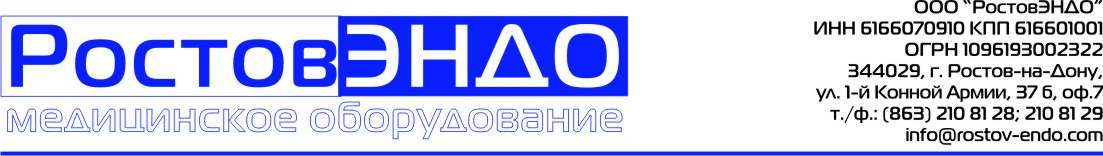 РостовЭНДО
медицинское оборудование
ООО “РостовЭНДО”
ИНН 6166070910 КПП 616601001
ОГРН 1096193002322
344029, г. Ростов-на-Дону,
ул. 1-й Конной Армии, 37 б, оф.7
т./ф.: (863) 210 81 28; 210 81 29
info@rostov-endo.com